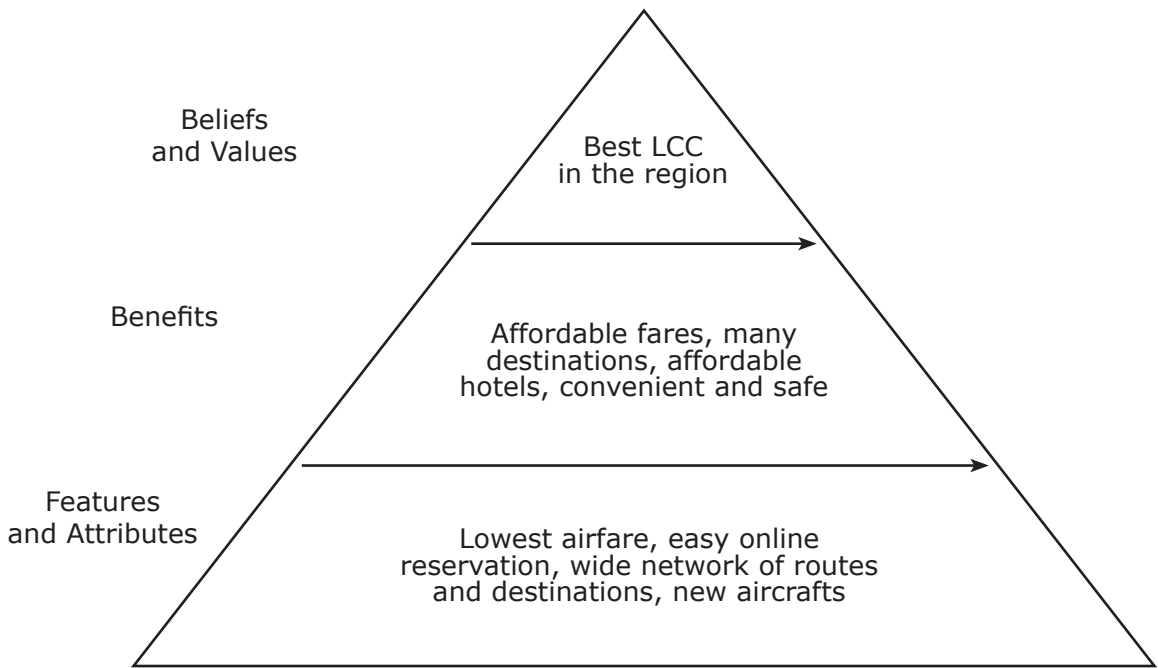 Beliefs
and Values
Best LCC
in the region
Benefits
Affordable fares, many
destinations, affordable
hotels, convenient and safe
Features
and Attributes
Lowest airfare, easy online
reservation, wide network of routes
and destinations, new aircrafts